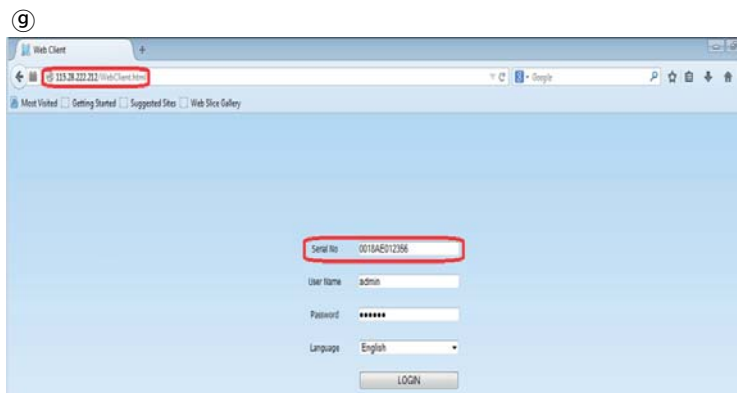 ⓖ
Web Client
113.28.222.212/WebClient.html
Google
Most Visited Getting Started Suggested Sites Web Slice Gallery
Serial No 0018AE012356
User Name admin
Password ●●●●●●
Language English
LOGIN